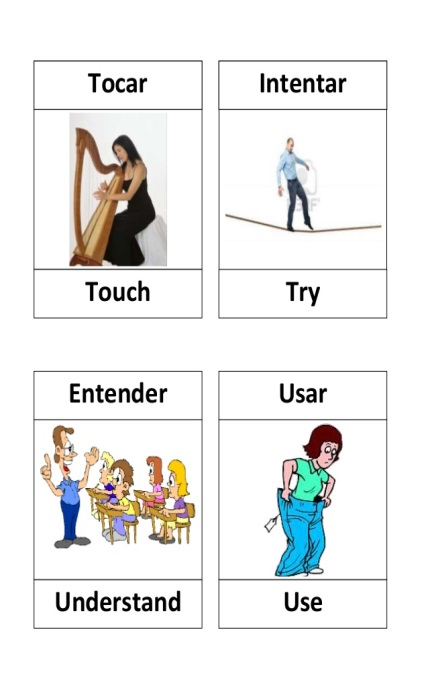 Tocar
Intentar
Touch
Try
Entender
Usar
Understand
Use